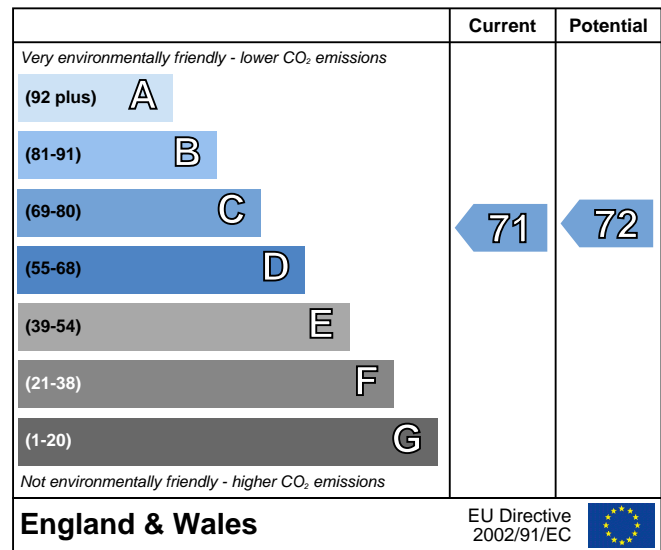 Current Potential
Very environmentally friendly - lower CO₂ emissions
(92 plus) A
(81-91) B
(69-80) C
71 72
(55-68) D
(39-54) E
(21-38) F
(1-20) G
Not environmentally friendly - higher CO₂ emissions
England & Wales
EU Directive
2002/91/EC